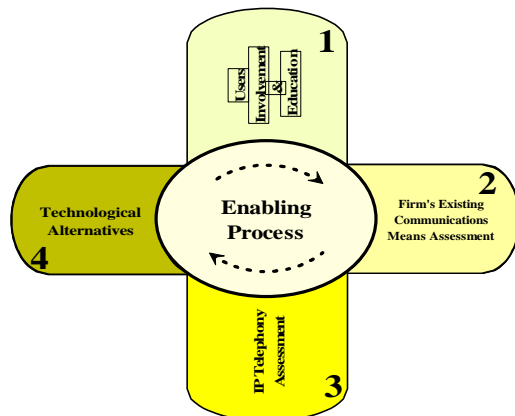 1
Users
Involvement
&
Education
2
Firm's Existing
Communications
Means Assessment
Enabling
Process
Technological
Alternatives
4
IP Telephony
Assessment
3